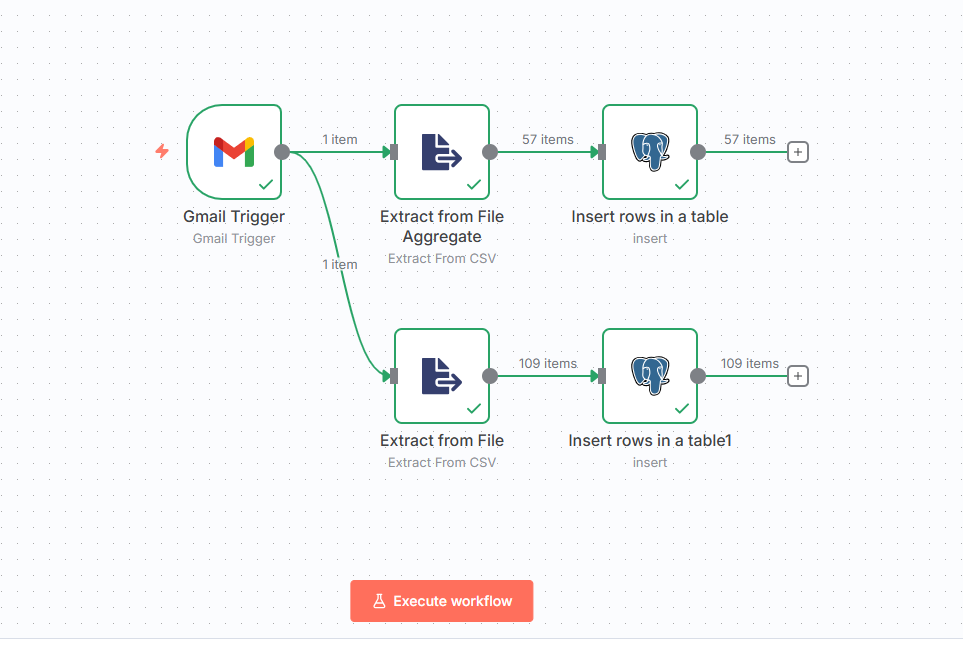 1 item
57 items
57 items
Gmail Trigger
Gmail Trigger
Extract from File
Aggregate
Extract From CSV
Insert rows in a table
insert
1 item
109 items
109 items
Extract from File
Extract From CSV
Insert rows in a table1
insert
Execute workflow